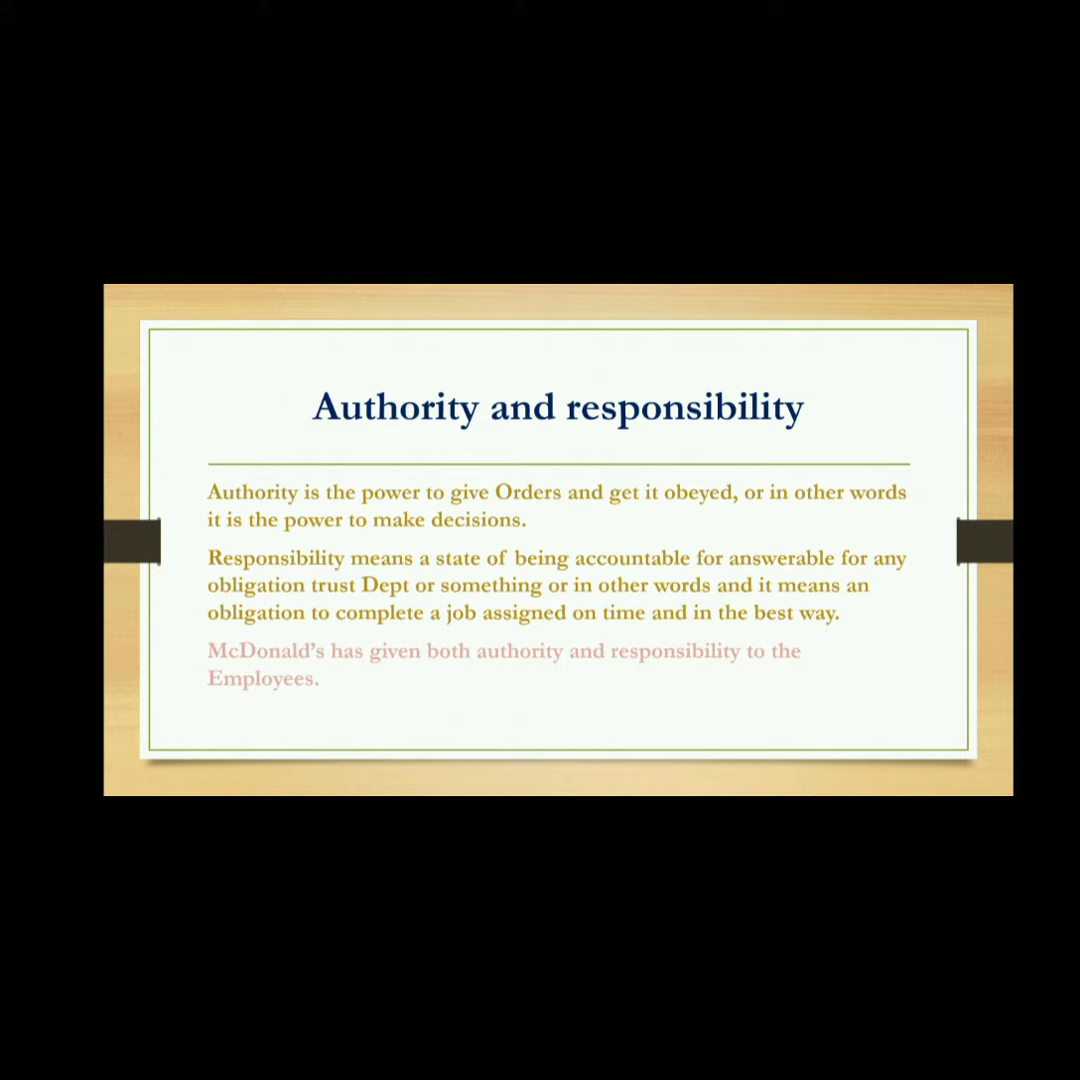 Authority and responsibility
Authority is the power to give Orders and get it obeyed, or in other words
it is the power to make decisions.
Responsibility means a state of being accountable for answerable for any
obligation trust Dept or something or in other words and it means an
obligation to complete a job assigned on time and in the best way.
McDonald’s has given both authority and responsibility to the
Employees.